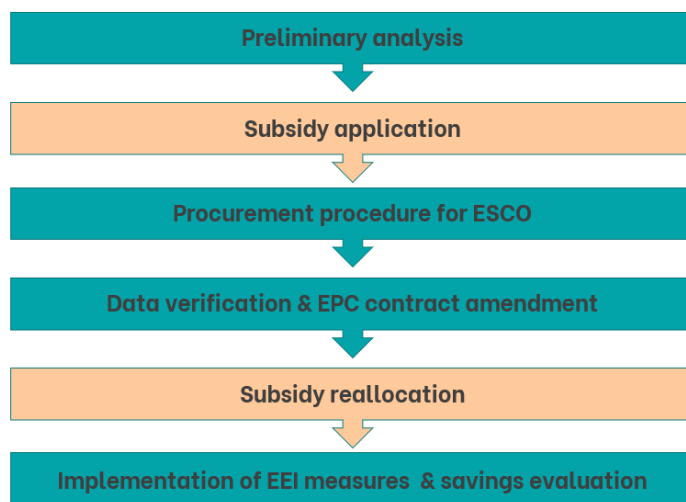 Preliminary analysis
Subsidy application
Procurement procedure for ESCO
Data verification & EPC contract amendment
Subsidy reallocation
Implementation of EEI measures & savings evaluation